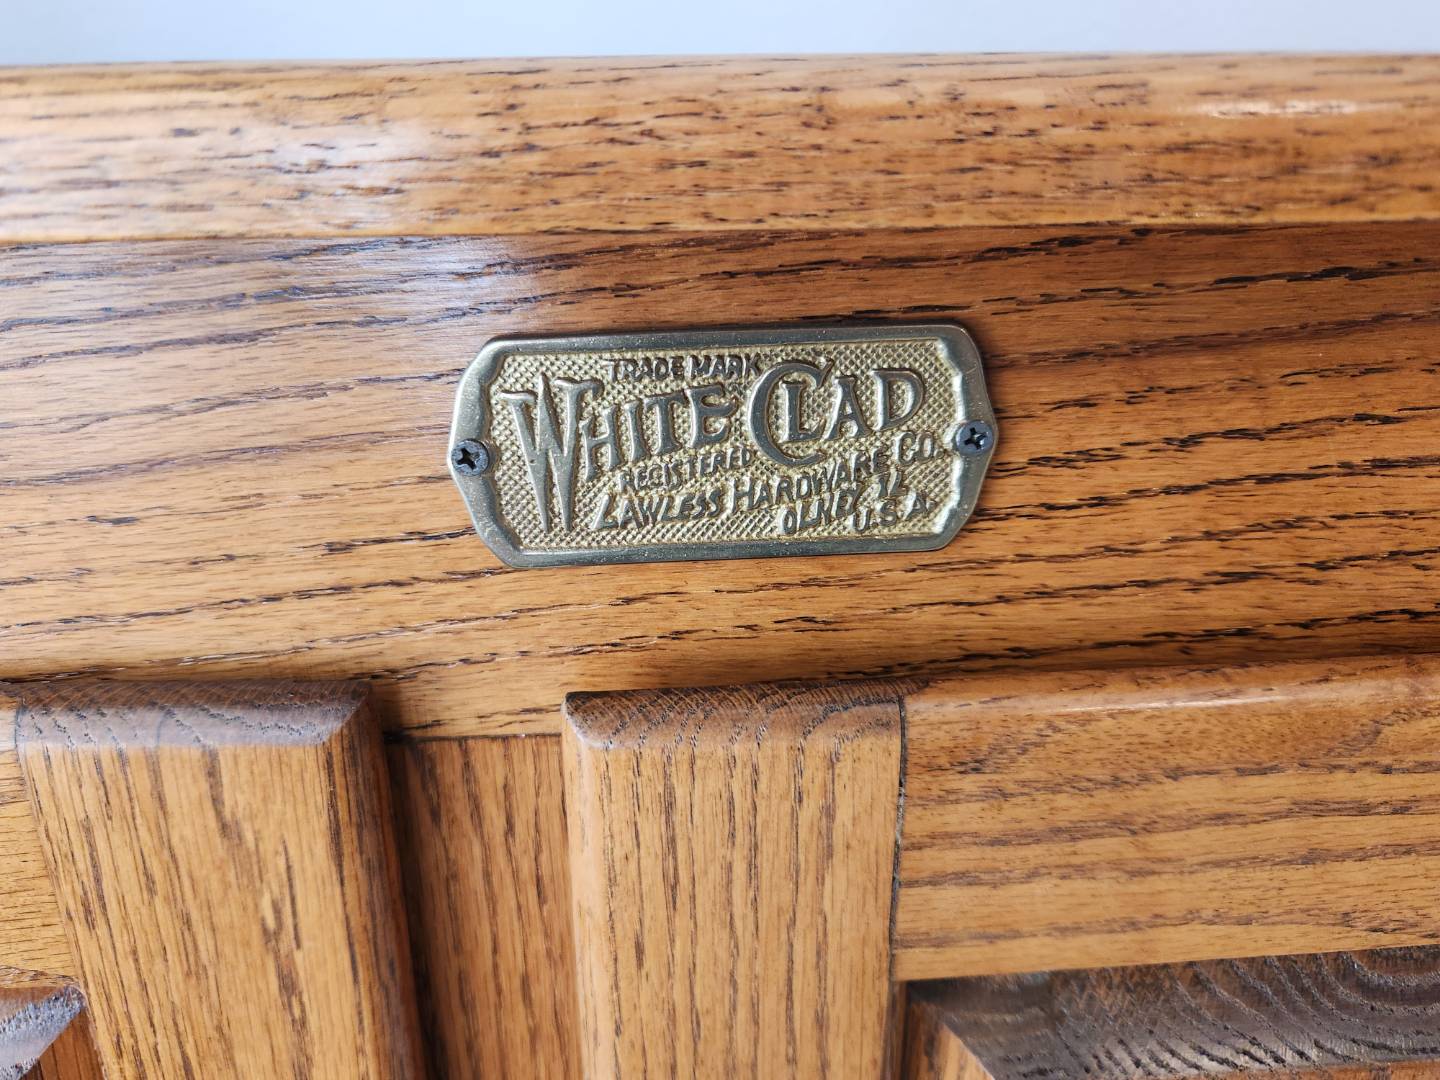 TRADE MARK
WHITE CLAD
REGISTERED
LAWLESS HARDWARE CO.
OLNEY IL
U.S.A